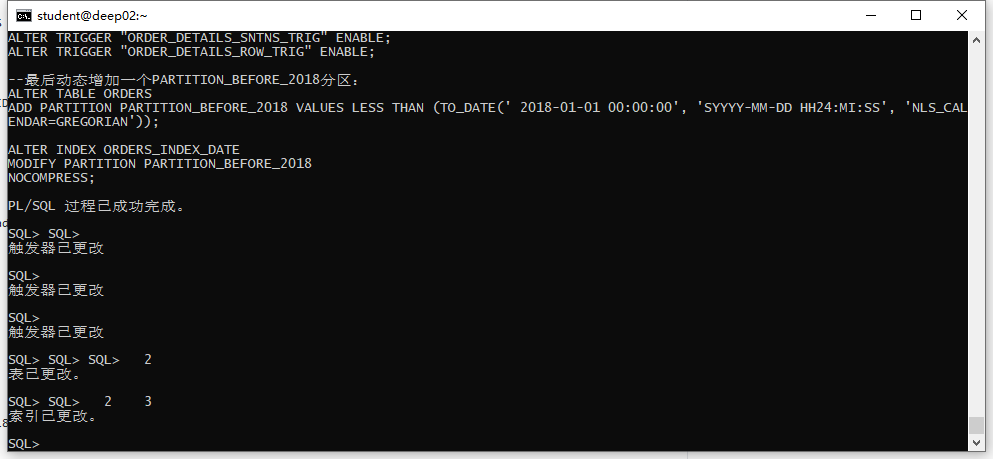 student@deep02:~
ALTER TRIGGER "ORDER_DETAILS_SNTNS_TRIG" ENABLE;
ALTER TRIGGER "ORDER_DETAILS_ROW_TRIG" ENABLE;
--最后动态增加一个PARTITION_BEFORE_2018分区:
ALTER TABLE ORDERS
ADD PARTITION PARTITION_BEFORE_2018 VALUES LESS THAN (TO_DATE(' 2018-01-01 00:00:00', 'SYYYY-MM-DD HH24:MI:SS', 'NLS_CAL
ENDAR=GREGORIAN'));
ALTER INDEX ORDERS_INDEX_DATE
MODIFY PARTITION PARTITION_BEFORE_2018
NOCOMPRESS;
PL/SQL 过程已成功完成。
SQL> SQL>
触发器已更改
SQL>
触发器已更改
SQL>
触发器已更改
SQL> SQL> SQL>   2
表已更改。
SQL> SQL>   2    3
索引已更改。
SQL>